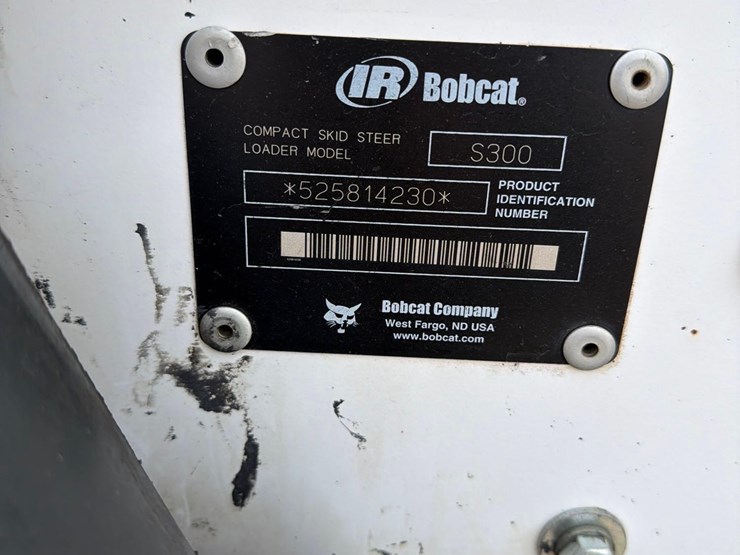 IR Bobcat®
COMPACT SKID STEER
LOADER MODEL
S300
*525814230*
PRODUCT
IDENTIFICATION
NUMBER
Bobcat Company
West Fargo, ND USA
www.bobcat.com